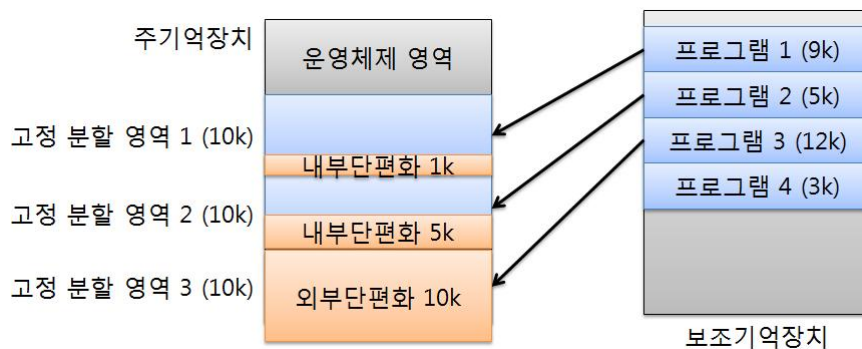 주기억장치
운영체제 영역
고정 분할 영역 1 (10k)
내부단편화 1k
고정 분할 영역 2 (10k)
내부단편화 5k
고정 분할 영역 3 (10k)
외부단편화 10k
프로그램 1 (9k)
프로그램 2 (5k)
프로그램 3 (12k)
프로그램 4 (3k)
보조기억장치